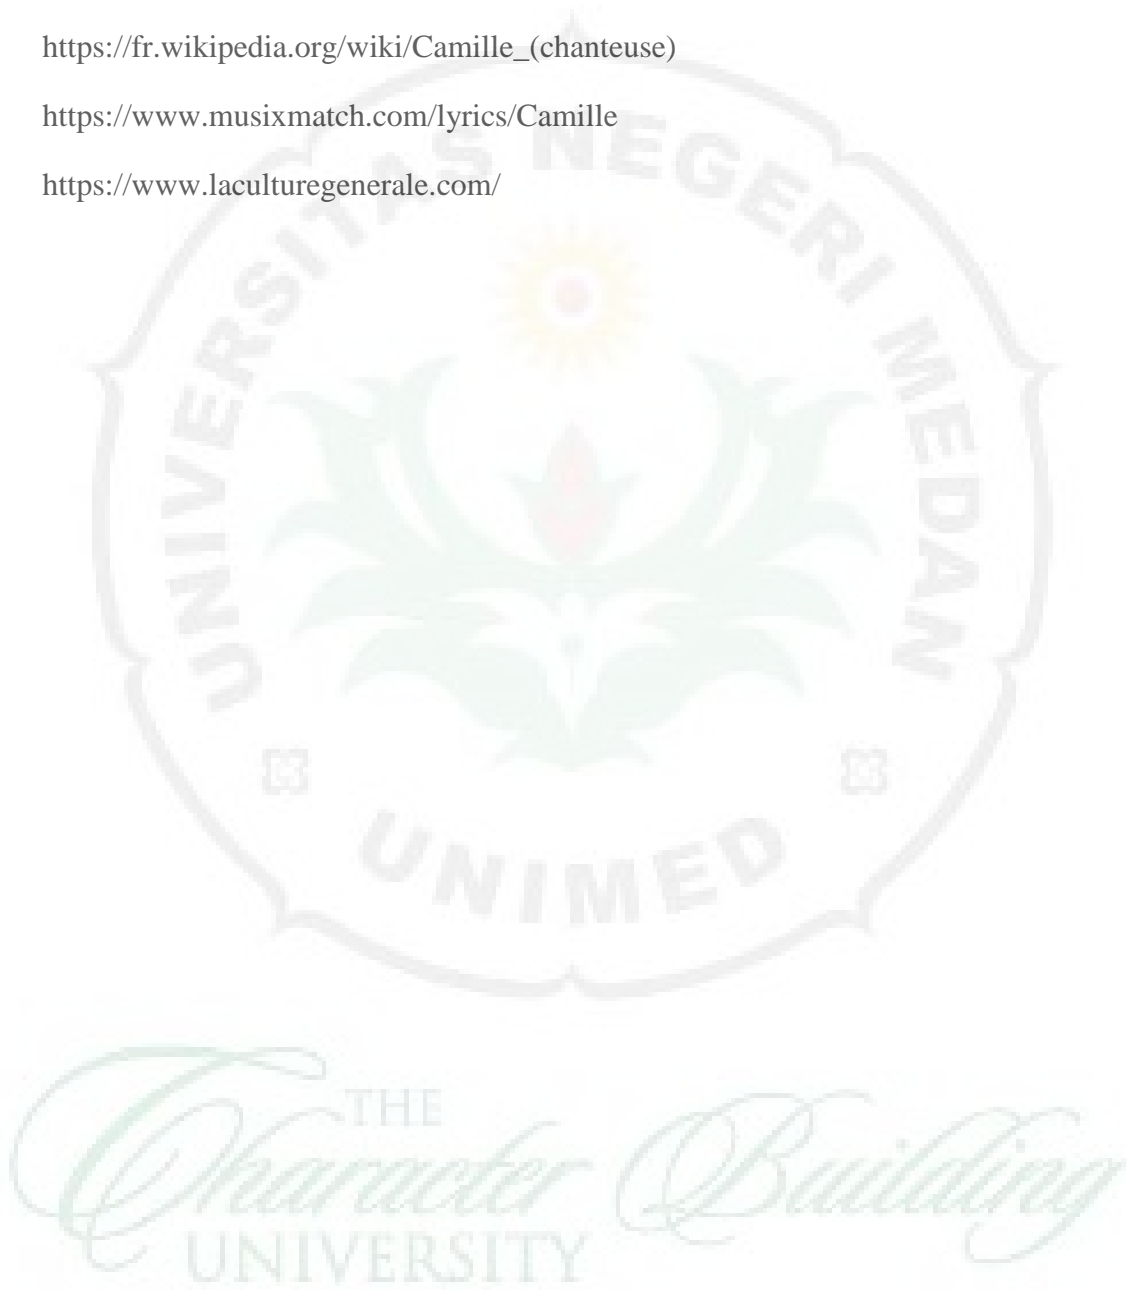 https://fr.wikipedia.org/wiki/Camille_(chanteuse)
https://www.musixmatch.com/lyrics/Camille
https://www.laculturegenerale.com/
UNIVERSITAS NEGERI MEDAN
UNIMED
THE
Character Building
UNIVERSITY